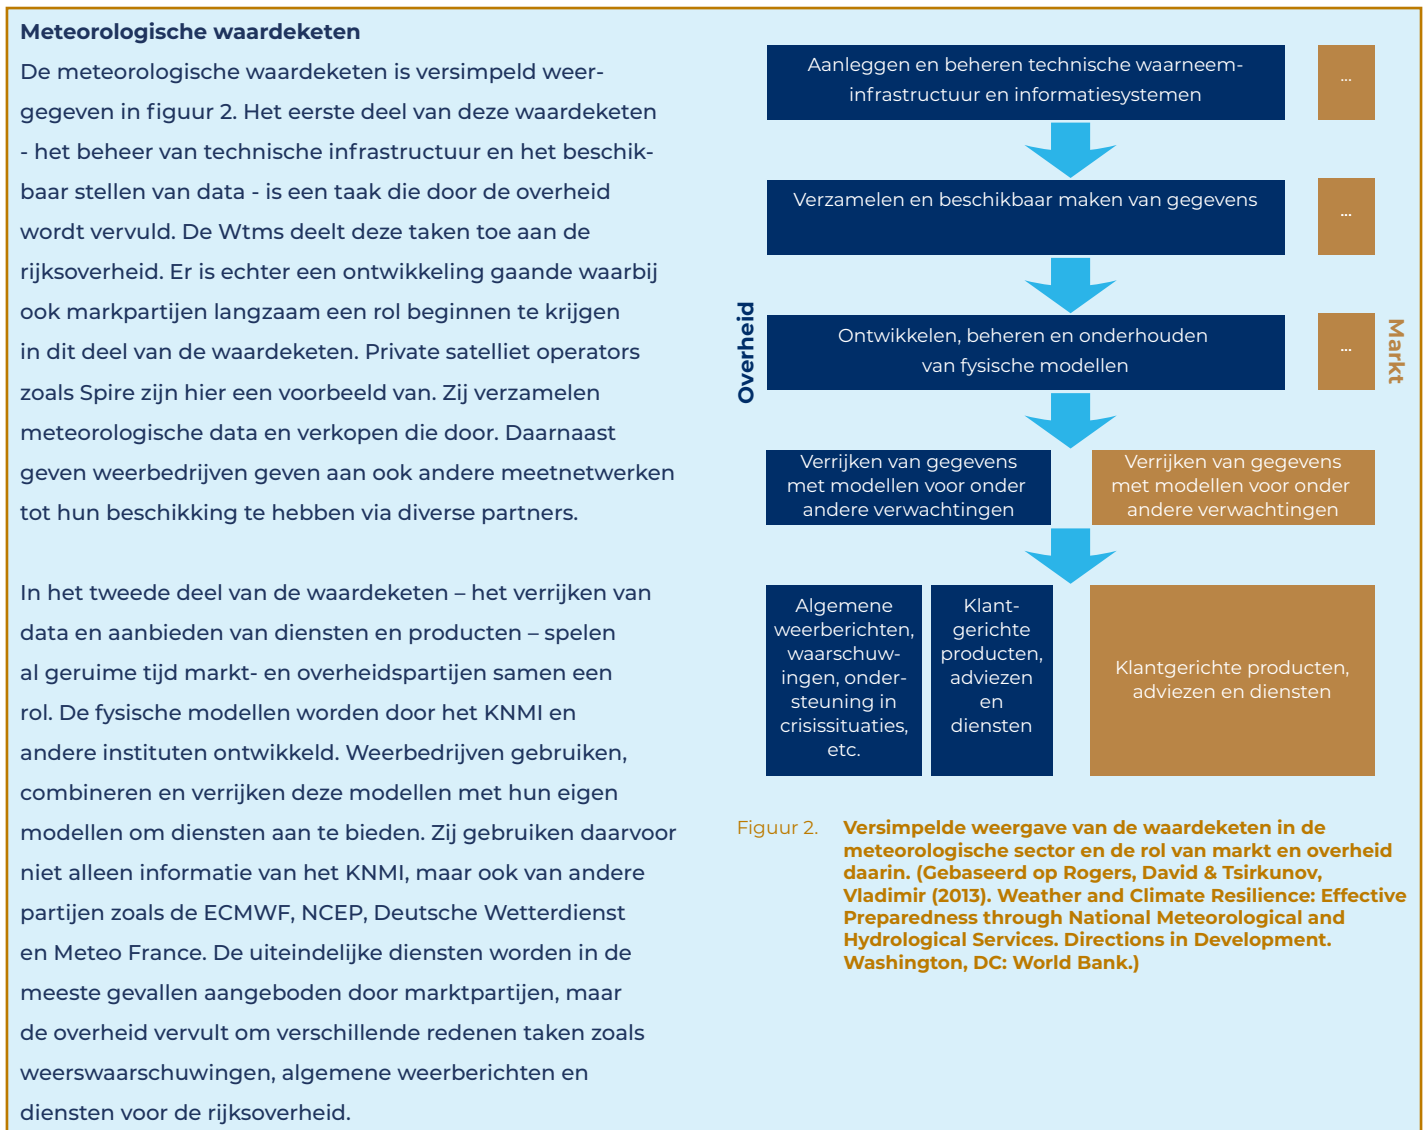 Meteorologische waardeketen
De meteorologische waardeketen is versimpeld weer-
gegeven in figuur 2. Het eerste deel van deze waardeketen
- het beheer van technische infrastructuur en het beschik-
baar stellen van data - is een taak die door de overheid
wordt vervuld. De Wtms deelt deze taken toe aan de
rijksoverheid. Er is echter een ontwikkeling gaande waarbij
ook markpartijen langzaam een rol beginnen te krijgen
in dit deel van de waardeketen. Private satelliet operators
zoals Spire zijn hier een voorbeeld van. Zij verzamelen
meteorologische data en verkopen die door. Daarnaast
geven weerbedrijven geven aan ook andere meetnetwerken
tot hun beschikking te hebben via diverse partners.
In het tweede deel van de waardeketen – het verrijken van
data en aanbieden van diensten en producten – spelen
al geruime tijd markt- en overheidspartijen samen een
rol. De fysische modellen worden door het KNMI en
andere instituten ontwikkeld. Weerbedrijven gebruiken,
combineren en verrijken deze modellen met hun eigen
modellen om diensten aan te bieden. Zij gebruiken daarvoor
niet alleen informatie van het KNMI, maar ook van andere
partijen zoals de ECMWF, NCEP, Deutsche Wetterdienst
en Meteo France. De uiteindelijke diensten worden in de
meeste gevallen aangeboden door marktpartijen, maar
de overheid vervult om verschillende redenen taken zoals
weerswaarschuwingen, algemene weerberichten en
diensten voor de rijksoverheid.
Overheid
Aanleggen en beheren technische waarneem-
infrastructuur en informatiesystemen
...
Verzamelen en beschikbaar maken van gegevens
...
Ontwikkelen, beheren en onderhouden
van fysische modellen
...
Markt
Verrijken van gegevens
met modellen voor onder
andere verwachtingen
Verrijken van gegevens
met modellen voor onder
andere verwachtingen
Algemene
weerberichten,
waarschuw-
ingen, onder-
steuning in
crisissituaties,
etc.
Klant-
gerichte
producten,
adviezen
en
diensten
Klantgerichte producten,
adviezen en diensten
Figuur 2. Versimpelde weergave van de waardeketen in de
meteorologische sector en de rol van markt en overheid
daarin. (Gebaseerd op Rogers, David & Tsirkunov,
Vladimir (2013). Weather and Climate Resilience: Effective
Preparedness through National Meteorological and
Hydrological Services. Directions in Development.
Washington, DC: World Bank.)